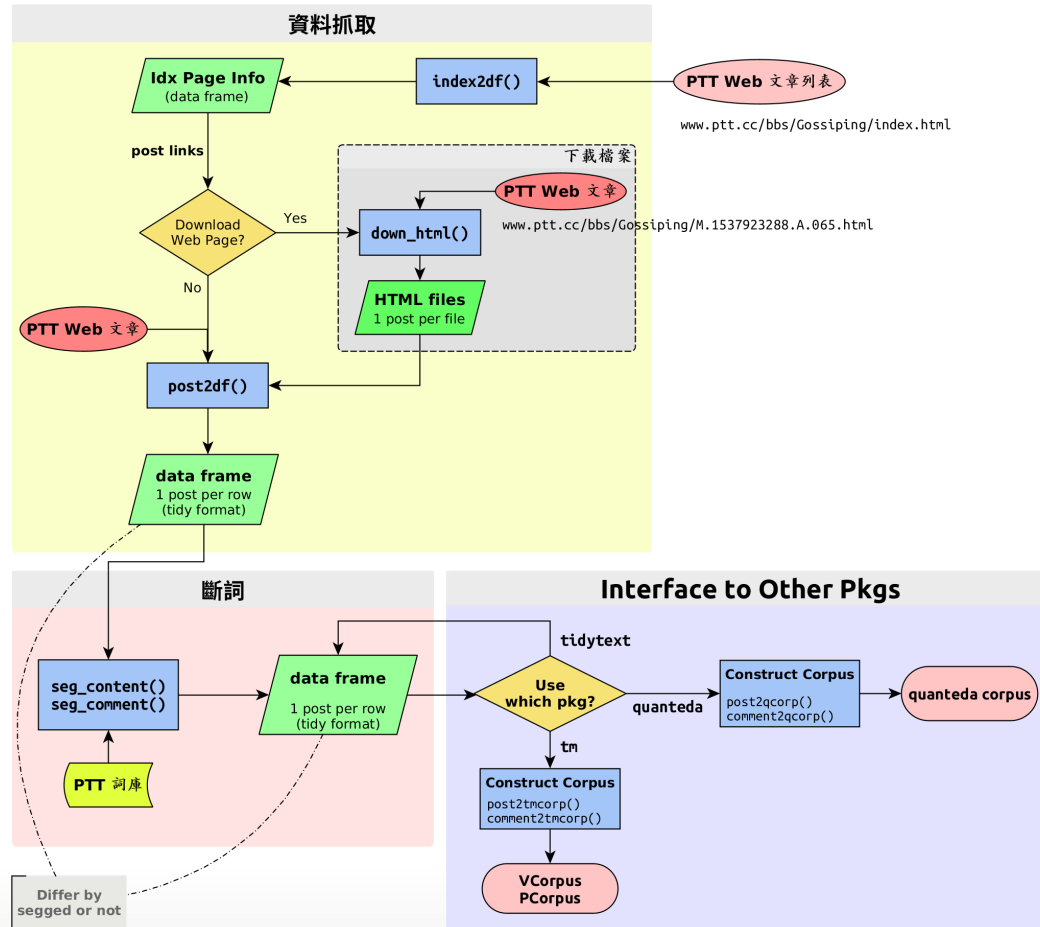 資料抓取
Idx Page Info
(data frame)
index2df()
PTT Web 文章列表
www.ptt.cc/bbs/Gossiping/index.html
post links
下載檔案
PTT Web 文章
www.ptt.cc/bbs/Gossiping/M.1537923288.A.065.html
Download
Web Page?
Yes
down_html()
No
HTML files
1 post per file
PTT Web 文章
post2df()
data frame
1 post per row
(tidy format)
斷詞
seg_content()
seg_comment()
data frame
1 post per row
(tidy format)
PTT 詞庫
Differ by
segged or not
Interface to Other Pkgs
tidytext
Use
which pkg?
quanteda
Construct Corpus
post2qcorp()
comment2qcorp()
quanteda corpus
tm
Construct Corpus
post2tmcorp()
comment2tmcorp()
VCorpus
PCorpus